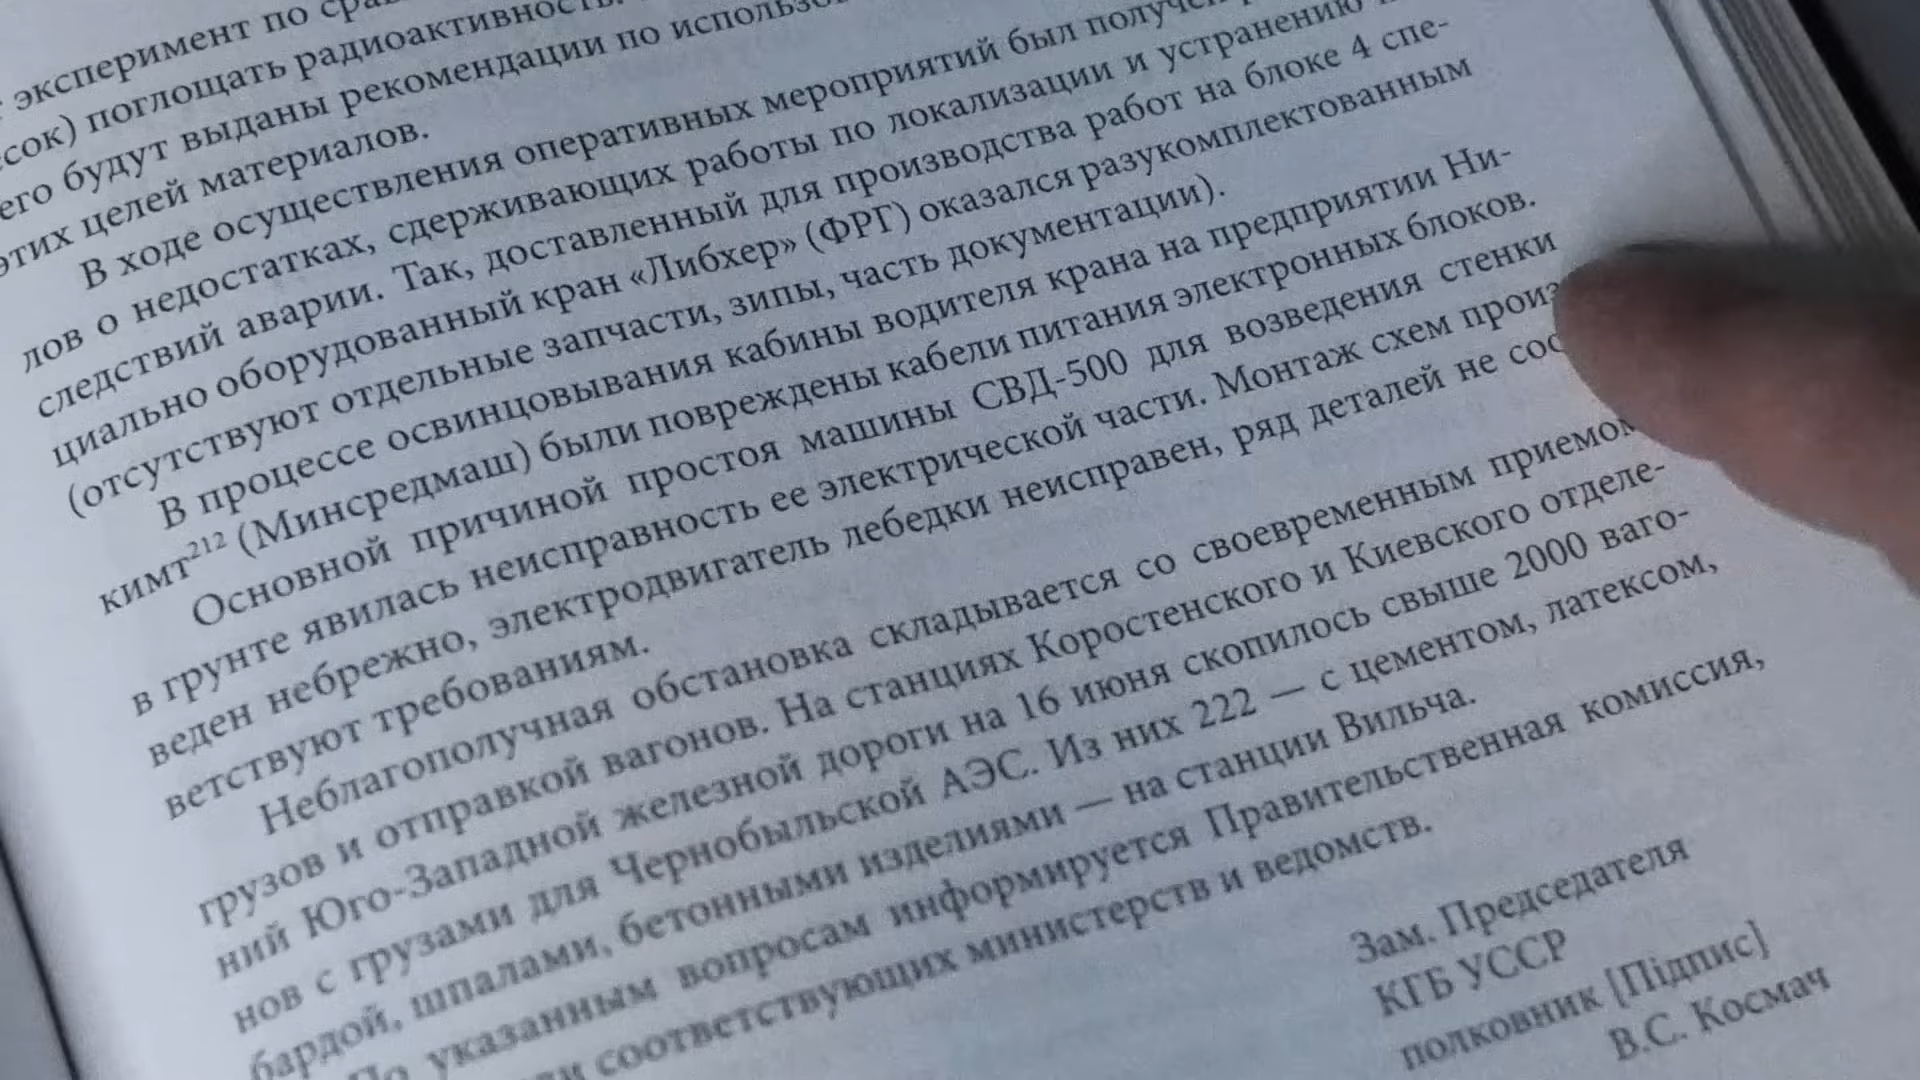 эксперимент по
поглощать радиоактивность.
его будут выданы рекомендации по
этих целей материалов.
В ходе осуществления оперативных мероприятий был
лов о недостатках, сдерживающих работы по локализации и устранению
следствий аварии. Так, доставленный для производства работ на блоке 4 спе-
циально оборудованный кран «Либхер» (ФРГ) оказался разукомплектованным
(отсутствуют отдельные запчасти, зипы, часть документации).
В процессе освинцовывания кабины водителя крана на предприятии Ни-
кимт²¹² (Минсредмаш) были повреждены кабели питания электронных блоков.
Основной причиной простоя машины СВД-500 для возведения стенки
в грунте явилась неисправность ее электрической части. Монтаж схем произ
веден небрежно, электродвигатель лебедки неисправен, ряд деталей не соо
ветствуют требованиям.
Неблагополучная обстановка складывается со своевременным приемом
грузов и отправкой вагонов. На станциях Коростенского и Киевского отделе-
ний Юго-Западной железной дороги на 16 июня скопилось свыше 2000 ваго-
нов с грузами для Чернобыльской АЭС. Из них 222 — с цементом, латексом,
бардой, шпалами, бетонными изделиями — на станции Вильча.
По указанным вопросам информируется Правительственная комиссия,
соответствующих министерств и ведомств.
Зам. Председателя
КГБ УССР
полковник [Підпис]
В.С. Космач